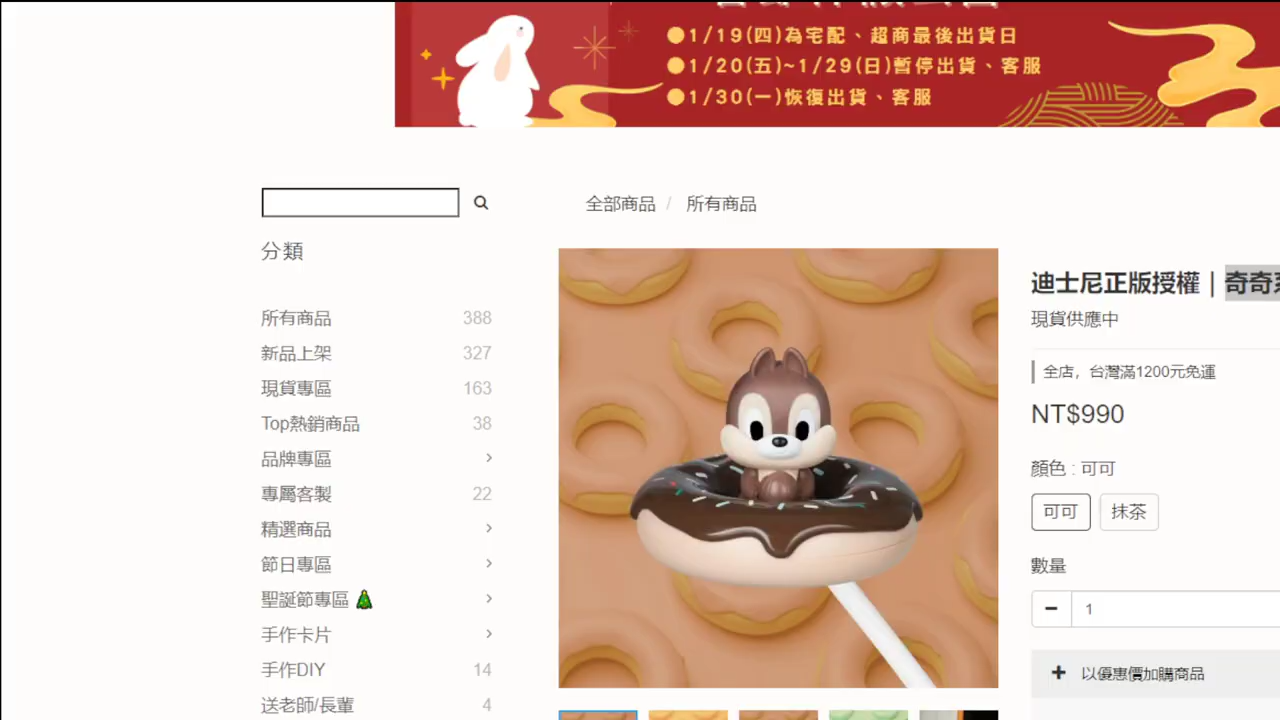 ●1/19(四)為宅配、超商最後出貨日
●1/20(五)~1/29(日)暫停出貨、客服
●1/30(一)恢復出貨、客服
全部商品 / 所有商品
分類
所有商品 388
新品上架 327
現貨專區 163
Top熱銷商品 38
品牌專區
專屬客製 22
精選商品
節日專區
聖誕節專區🎄
手作卡片
手作DIY 14
送老師/長輩 4
迪士尼正版授權｜奇奇
現貨供應中
全店，台灣滿1200元免運
NT$990
顏色 : 可可
可可 抹茶
數量
− 1
+ 以優惠價加購商品